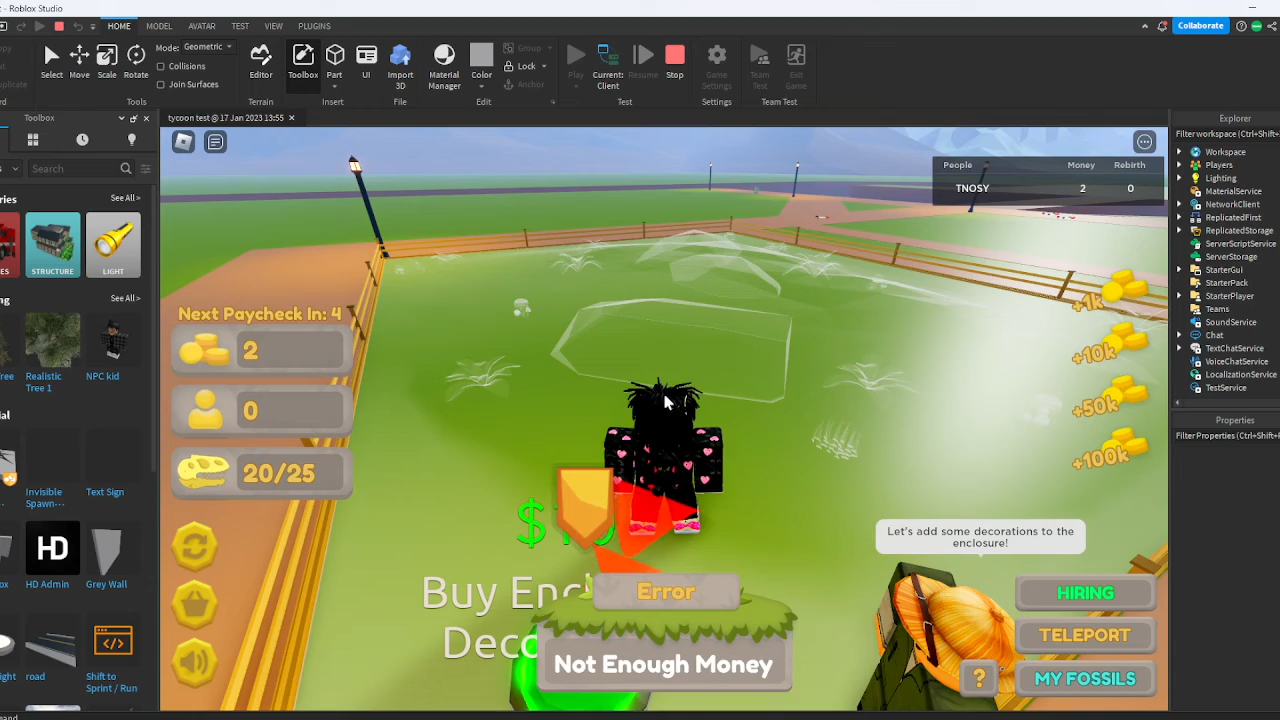 - Roblox Studio
HOME MODEL AVATAR TEST VIEW PLUGINS
Collaborate
Mode: Geometric
Collisions
Join Surfaces
Select Move Scale Rotate
Editor Toolbox Part UI Import 3D
Material Manager Color
Group
Lock
Anchor
Play Current: Client Resume Stop
Game Settings Team Test Exit Game
Tools Terrain Insert File Edit Test Settings Team Test
Toolbox
tycoon test @ 17 Jan 2023 13:55
Explorer
Search
Filter workspace (Ctrl+Shift+
See All >
STRUCTURE
LIGHT
See All >
Realistic Tree 1
NPC kid
Invisible Spawn-
Text Sign
HD
HD Admin
Grey Wall
road
Shift to Sprint / Run
People Money Rebirth
TNOSY 2 0
Next Paycheck In: 4
2
0
20/25
+1k
+10k
+50k
+100k
Let's add some decorations to the
enclosure!
HIRING
TELEPORT
MY FOSSILS
?
Error
Not Enough Money
Workspace
Players
Lighting
MaterialService
NetworkClient
ReplicatedFirst
ReplicatedStorage
ServerScriptService
ServerStorage
StarterGui
StarterPack
StarterPlayer
Teams
SoundService
Chat
TextChatService
VoiceChatService
LocalizationService
TestService
Properties
Filter Properties (Ctrl+Shift+P